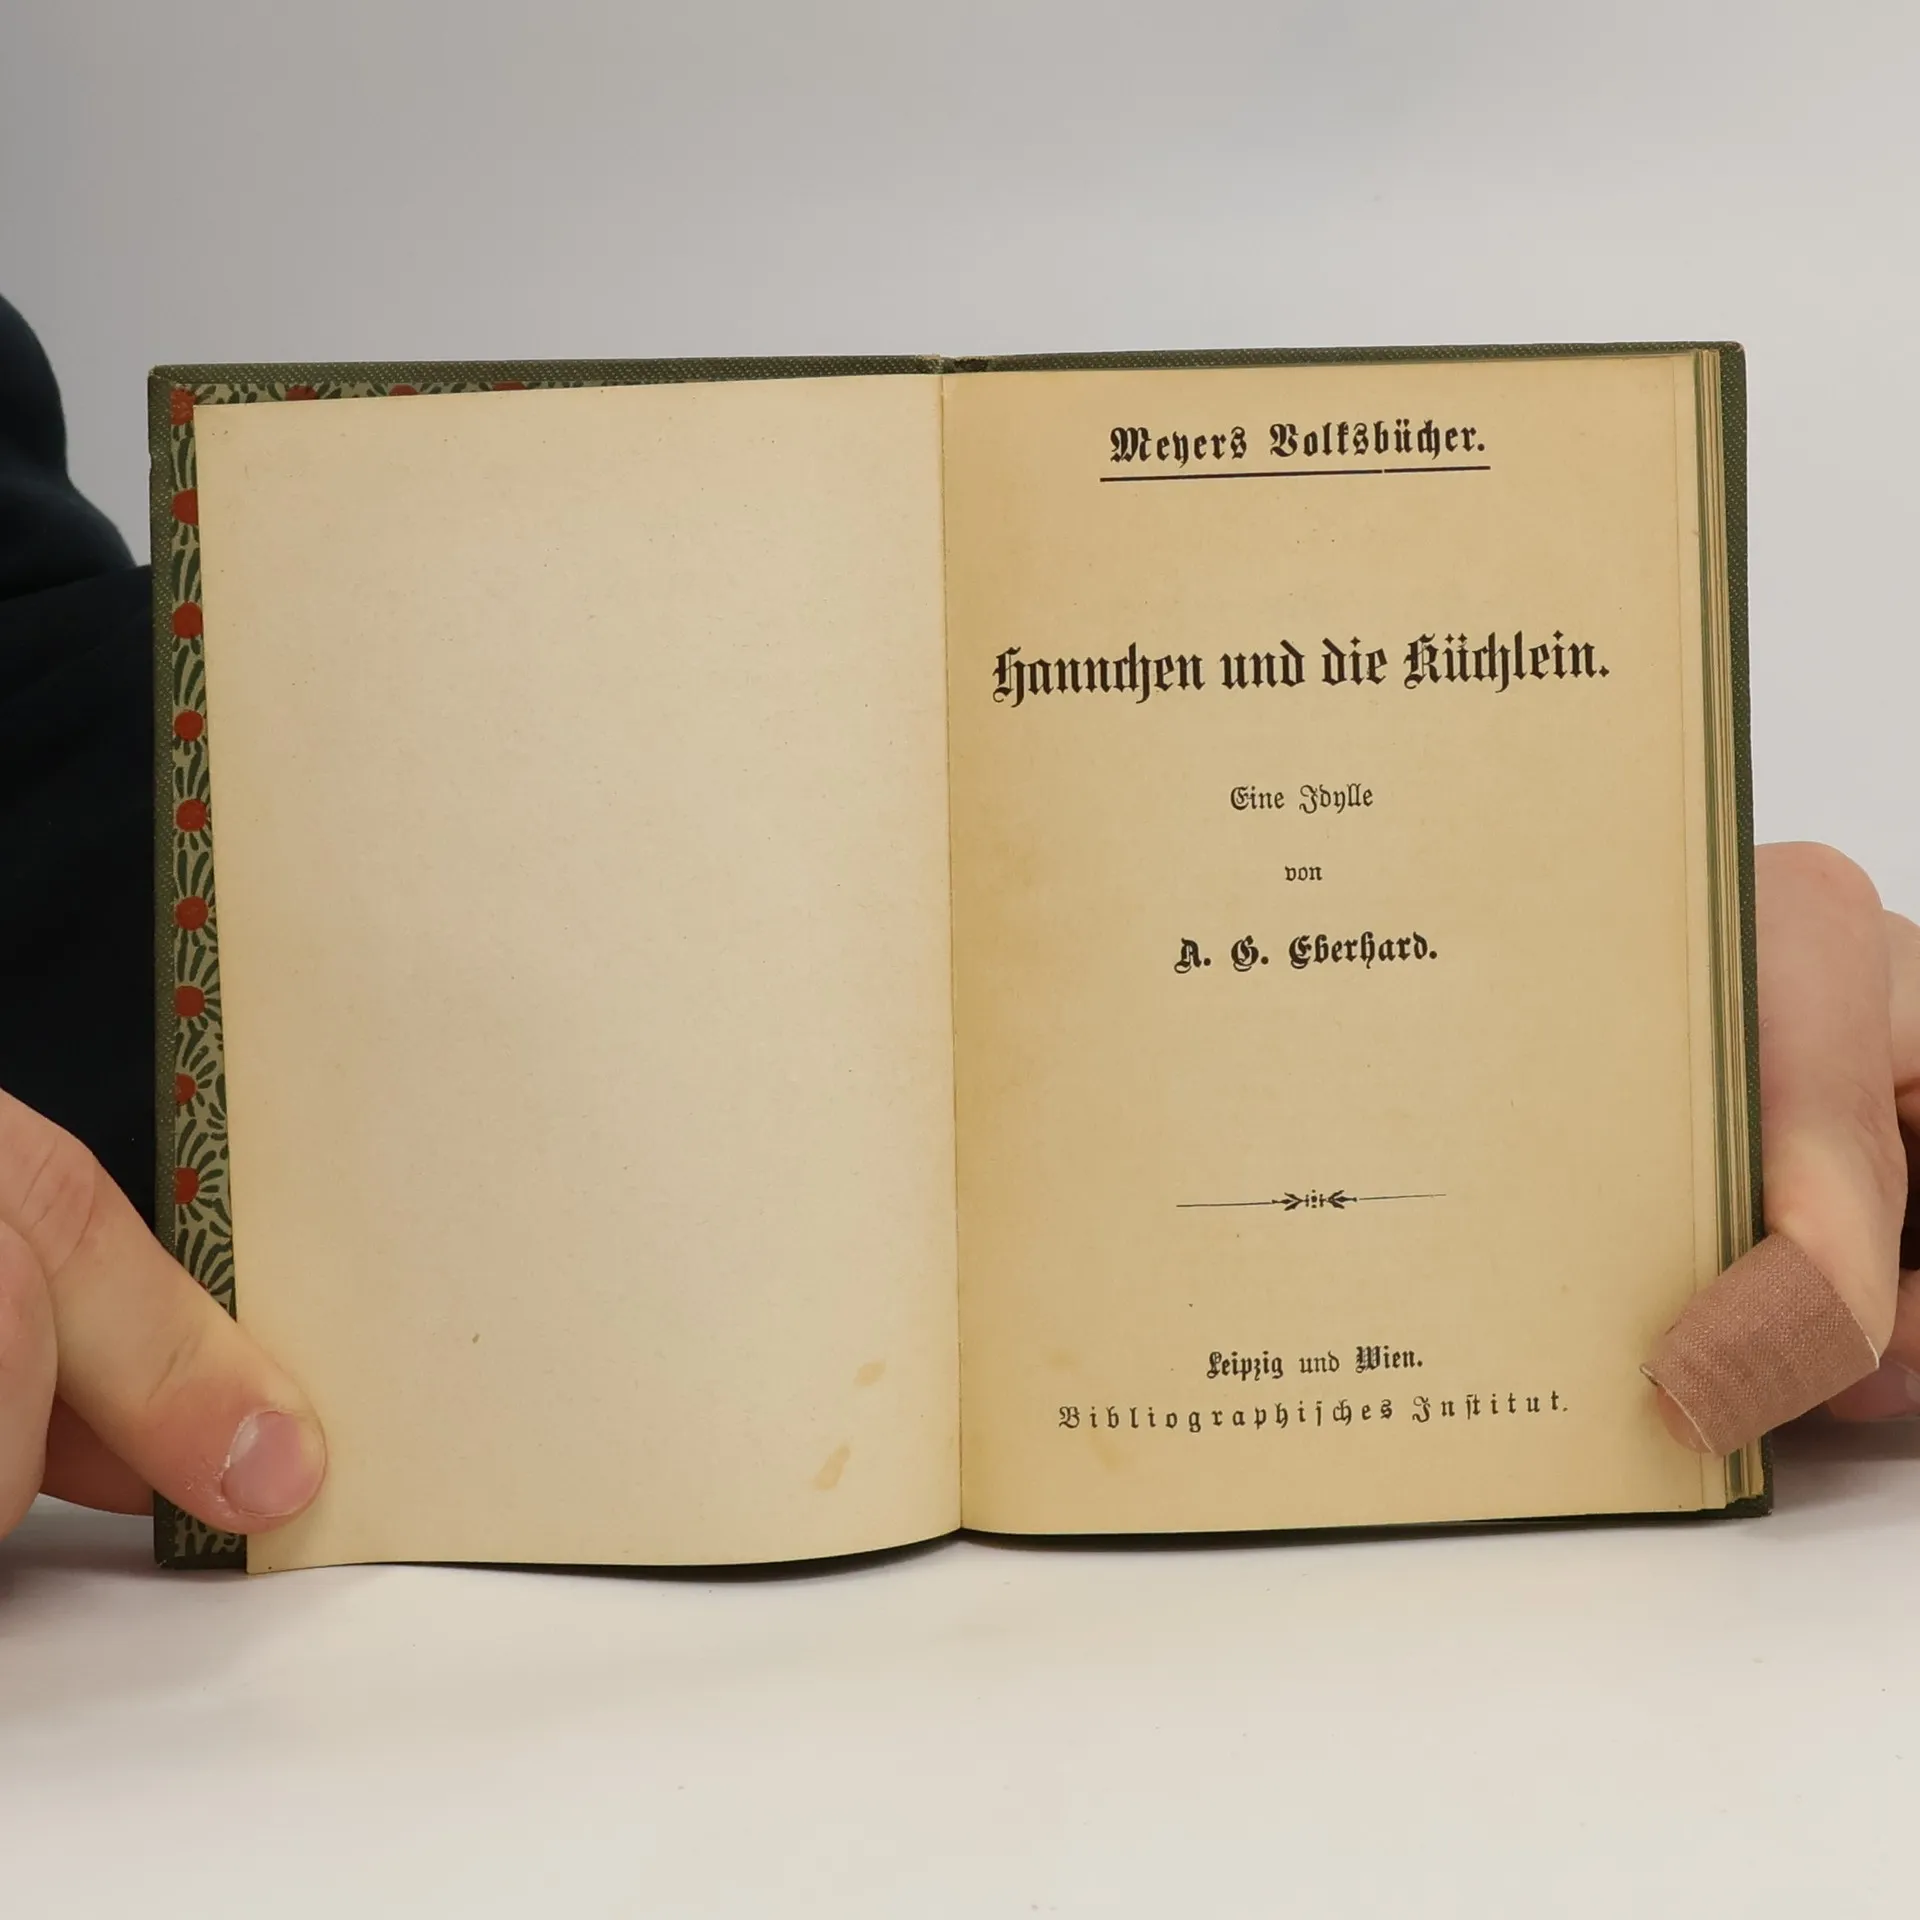 Meyers Volksbücher.
Hannchen und die Küchlein.
Eine Idylle
von
A. G. Eberhard.
Leipzig und Wien.
Bibliographiſches Inſtitut.